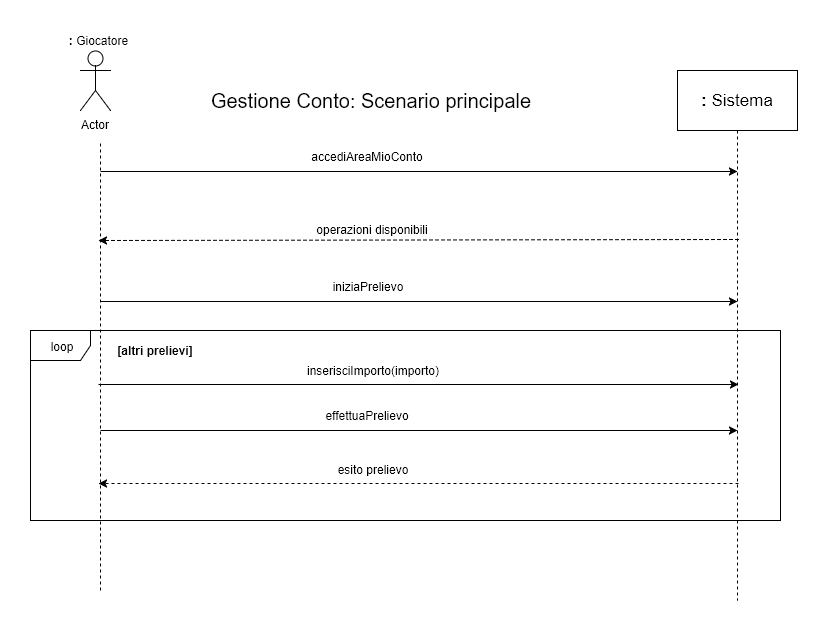 : Giocatore
Actor
Gestione Conto: Scenario principale
: Sistema
accediAreaMioConto
operazioni disponibili
iniziaPrelievo
loop
[altri prelievi]
inserisciImporto(importo)
effettuaPrelievo
esito prelievo